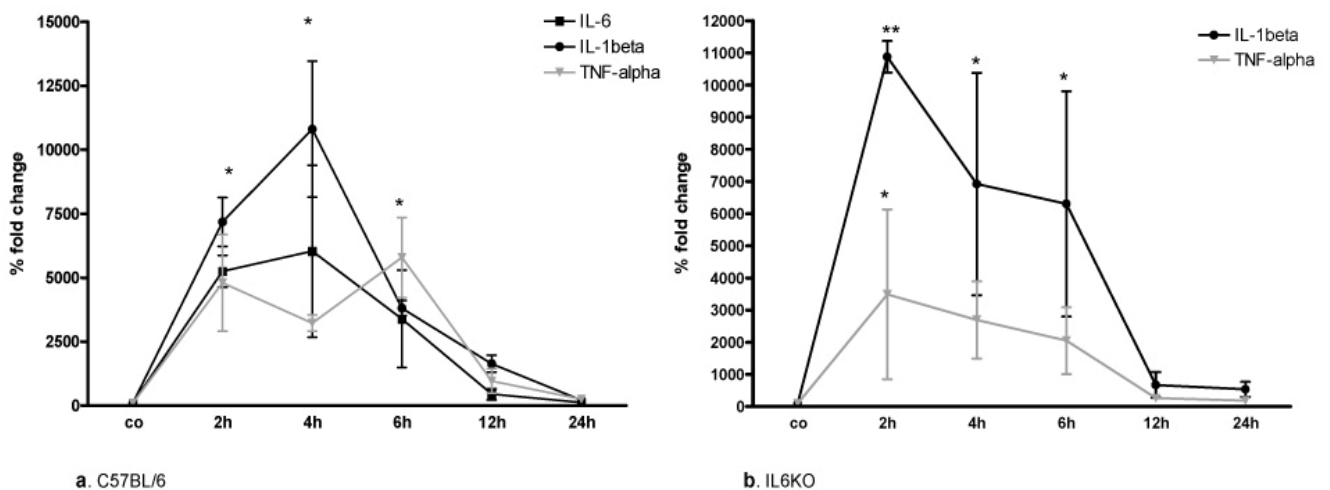 15000
12500
10000
7500
5000
2500
0
% fold change
*
*
*
IL-6
IL-1beta
TNF-alpha
co 2h 4h 6h 12h 24h
a. C57BL/6
12000
11000
10000
9000
8000
7000
6000
5000
4000
3000
2000
1000
0
% fold change
**
*
*
*
IL-1beta
TNF-alpha
co 2h 4h 6h 12h 24h
b. IL6KO